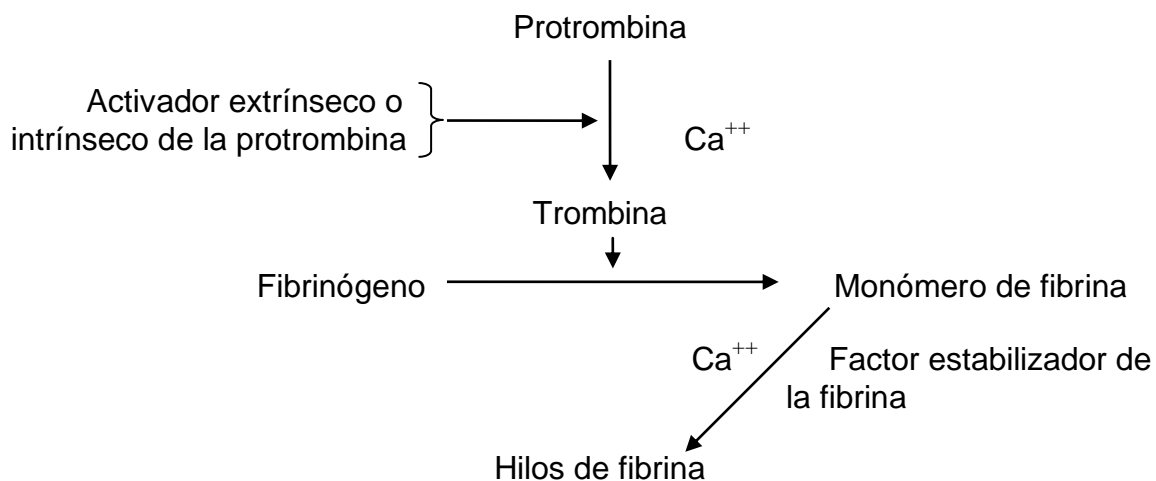 Protrombina
Activador extrínseco o
intrínseco de la protrombina
Ca⁺⁺
Trombina
Fibrinógeno
Monómero de fibrina
Ca⁺⁺
Factor estabilizador de
la fibrina
Hilos de fibrina